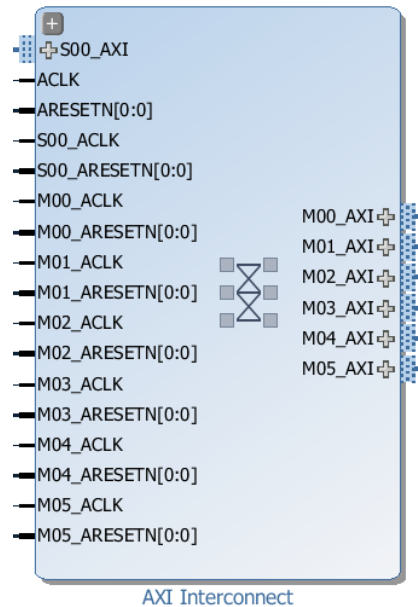 S00_AXI
ACLK
ARESETN[0:0]
S00_ACLK
S00_ARESETN[0:0]
M00_ACLK
M00_ARESETN[0:0]
M01_ACLK
M01_ARESETN[0:0]
M02_ACLK
M02_ARESETN[0:0]
M03_ACLK
M03_ARESETN[0:0]
M04_ACLK
M04_ARESETN[0:0]
M05_ACLK
M05_ARESETN[0:0]
M00_AXI
M01_AXI
M02_AXI
M03_AXI
M04_AXI
M05_AXI
AXI Interconnect